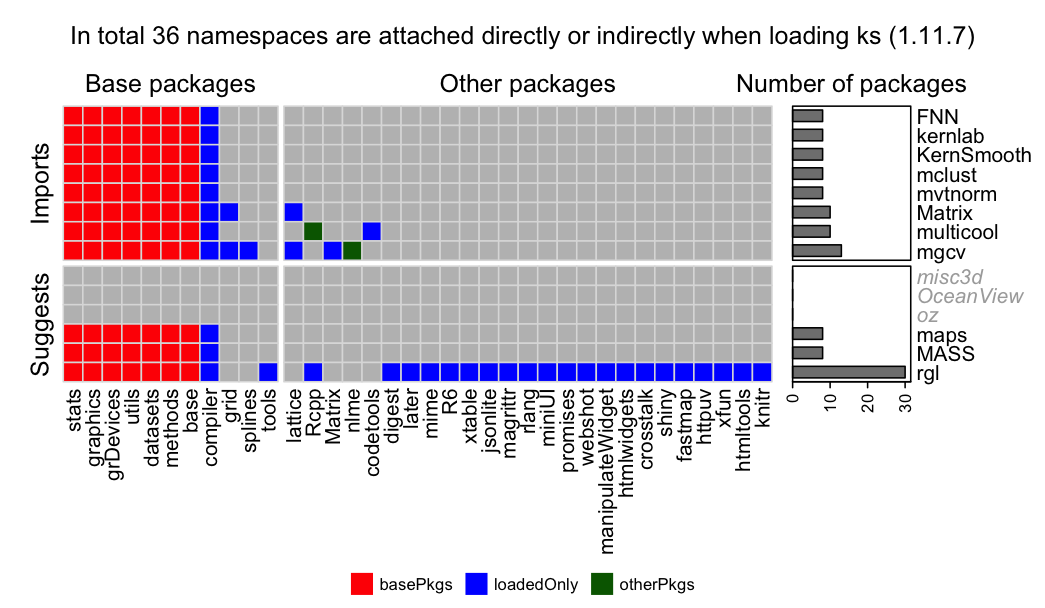 In total 36 namespaces are attached directly or indirectly when loading ks (1.11.7)
Base packages
Other packages
Number of packages
Imports
FNN
kernlab
KernSmooth
mclust
mvtnorm
Matrix
multicool
mgcv
Suggests
misc3d
OceanView
oz
maps
MASS
rgl
stats
graphics
grDevices
utils
datasets
methods
base
compiler
grid
splines
tools
lattice
Rcpp
Matrix
nlme
codetools
digest
later
mime
R6
xtable
jsonlite
magrittr
rlang
miniUI
promises
webshot
manipulateWidget
htmlwidgets
crosstalk
shiny
fastmap
httpuv
xfun
htmltools
knitr
0
10
20
30
basePkgs
loadedOnly
otherPkgs